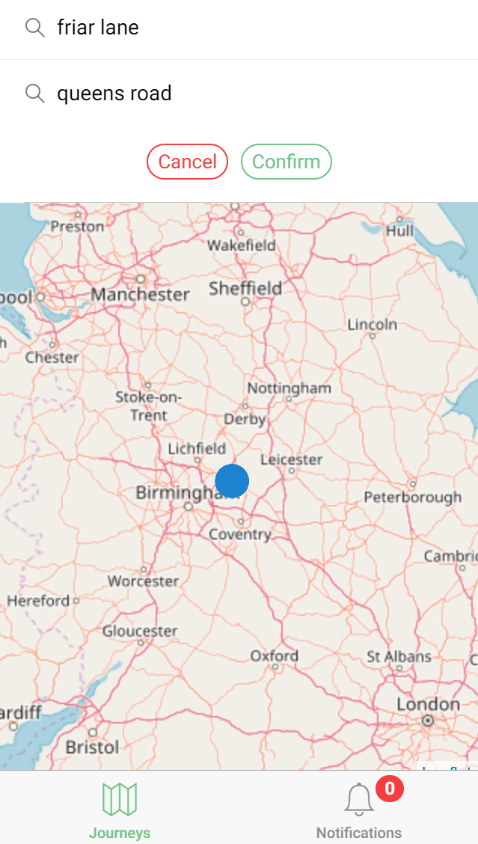 friar lane
queens road
Cancel Confirm
Preston
Wakefield
Hull
pool
Manchester
Sheffield
Lincoln
h
Chester
Nottingham
Stoke-on-
Trent
Derby
Lichfield
Leicester
Birmingham
Peterborough
Coventry
Cambri
Worcester
Hereford
Gloucester
Oxford
St Albans
C
ardiff
London
Bristol
0
Journeys
Notifications